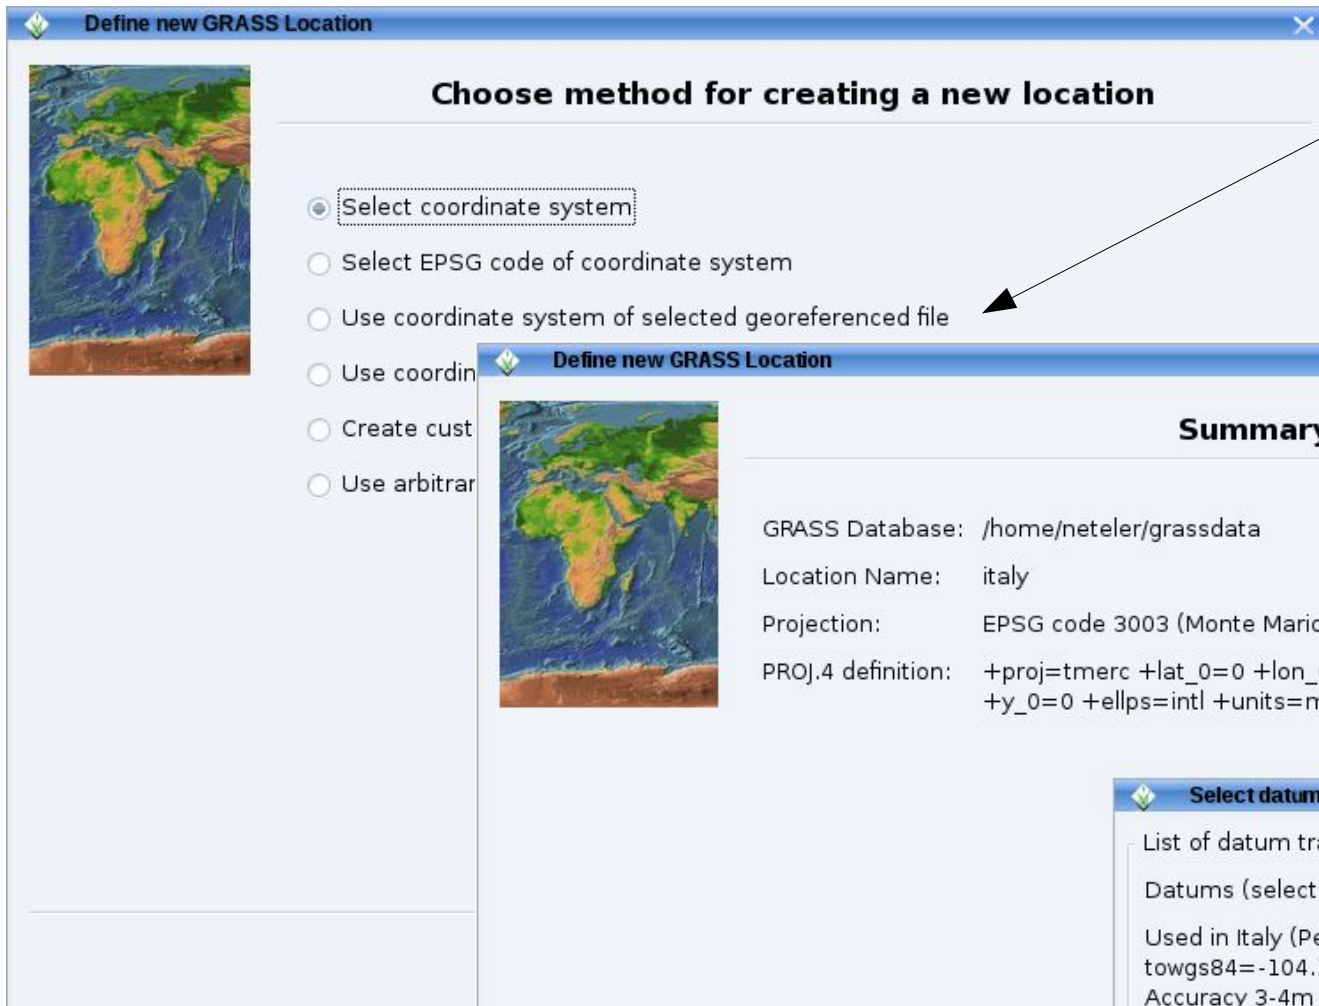 Define new GRASS Location
Choose method for creating a new location
Select coordinate system
Select EPSG code of coordinate system
Use coordinate system of selected georeferenced file
Use coordin
Create cust
Use arbitrar
Define new GRASS Location
Summary
GRASS Database: /home/neteler/grassdata
Location Name: italy
Projection: EPSG code 3003 (Monte Mario
PROJ.4 definition: +proj=tmerc +lat_0=0 +lon_
+y_0=0 +ellps=intl +units=m
Select datum
List of datum tra
Datums (select
Used in Italy (Pe
towgs84=-104.
Accuracy 3-4m